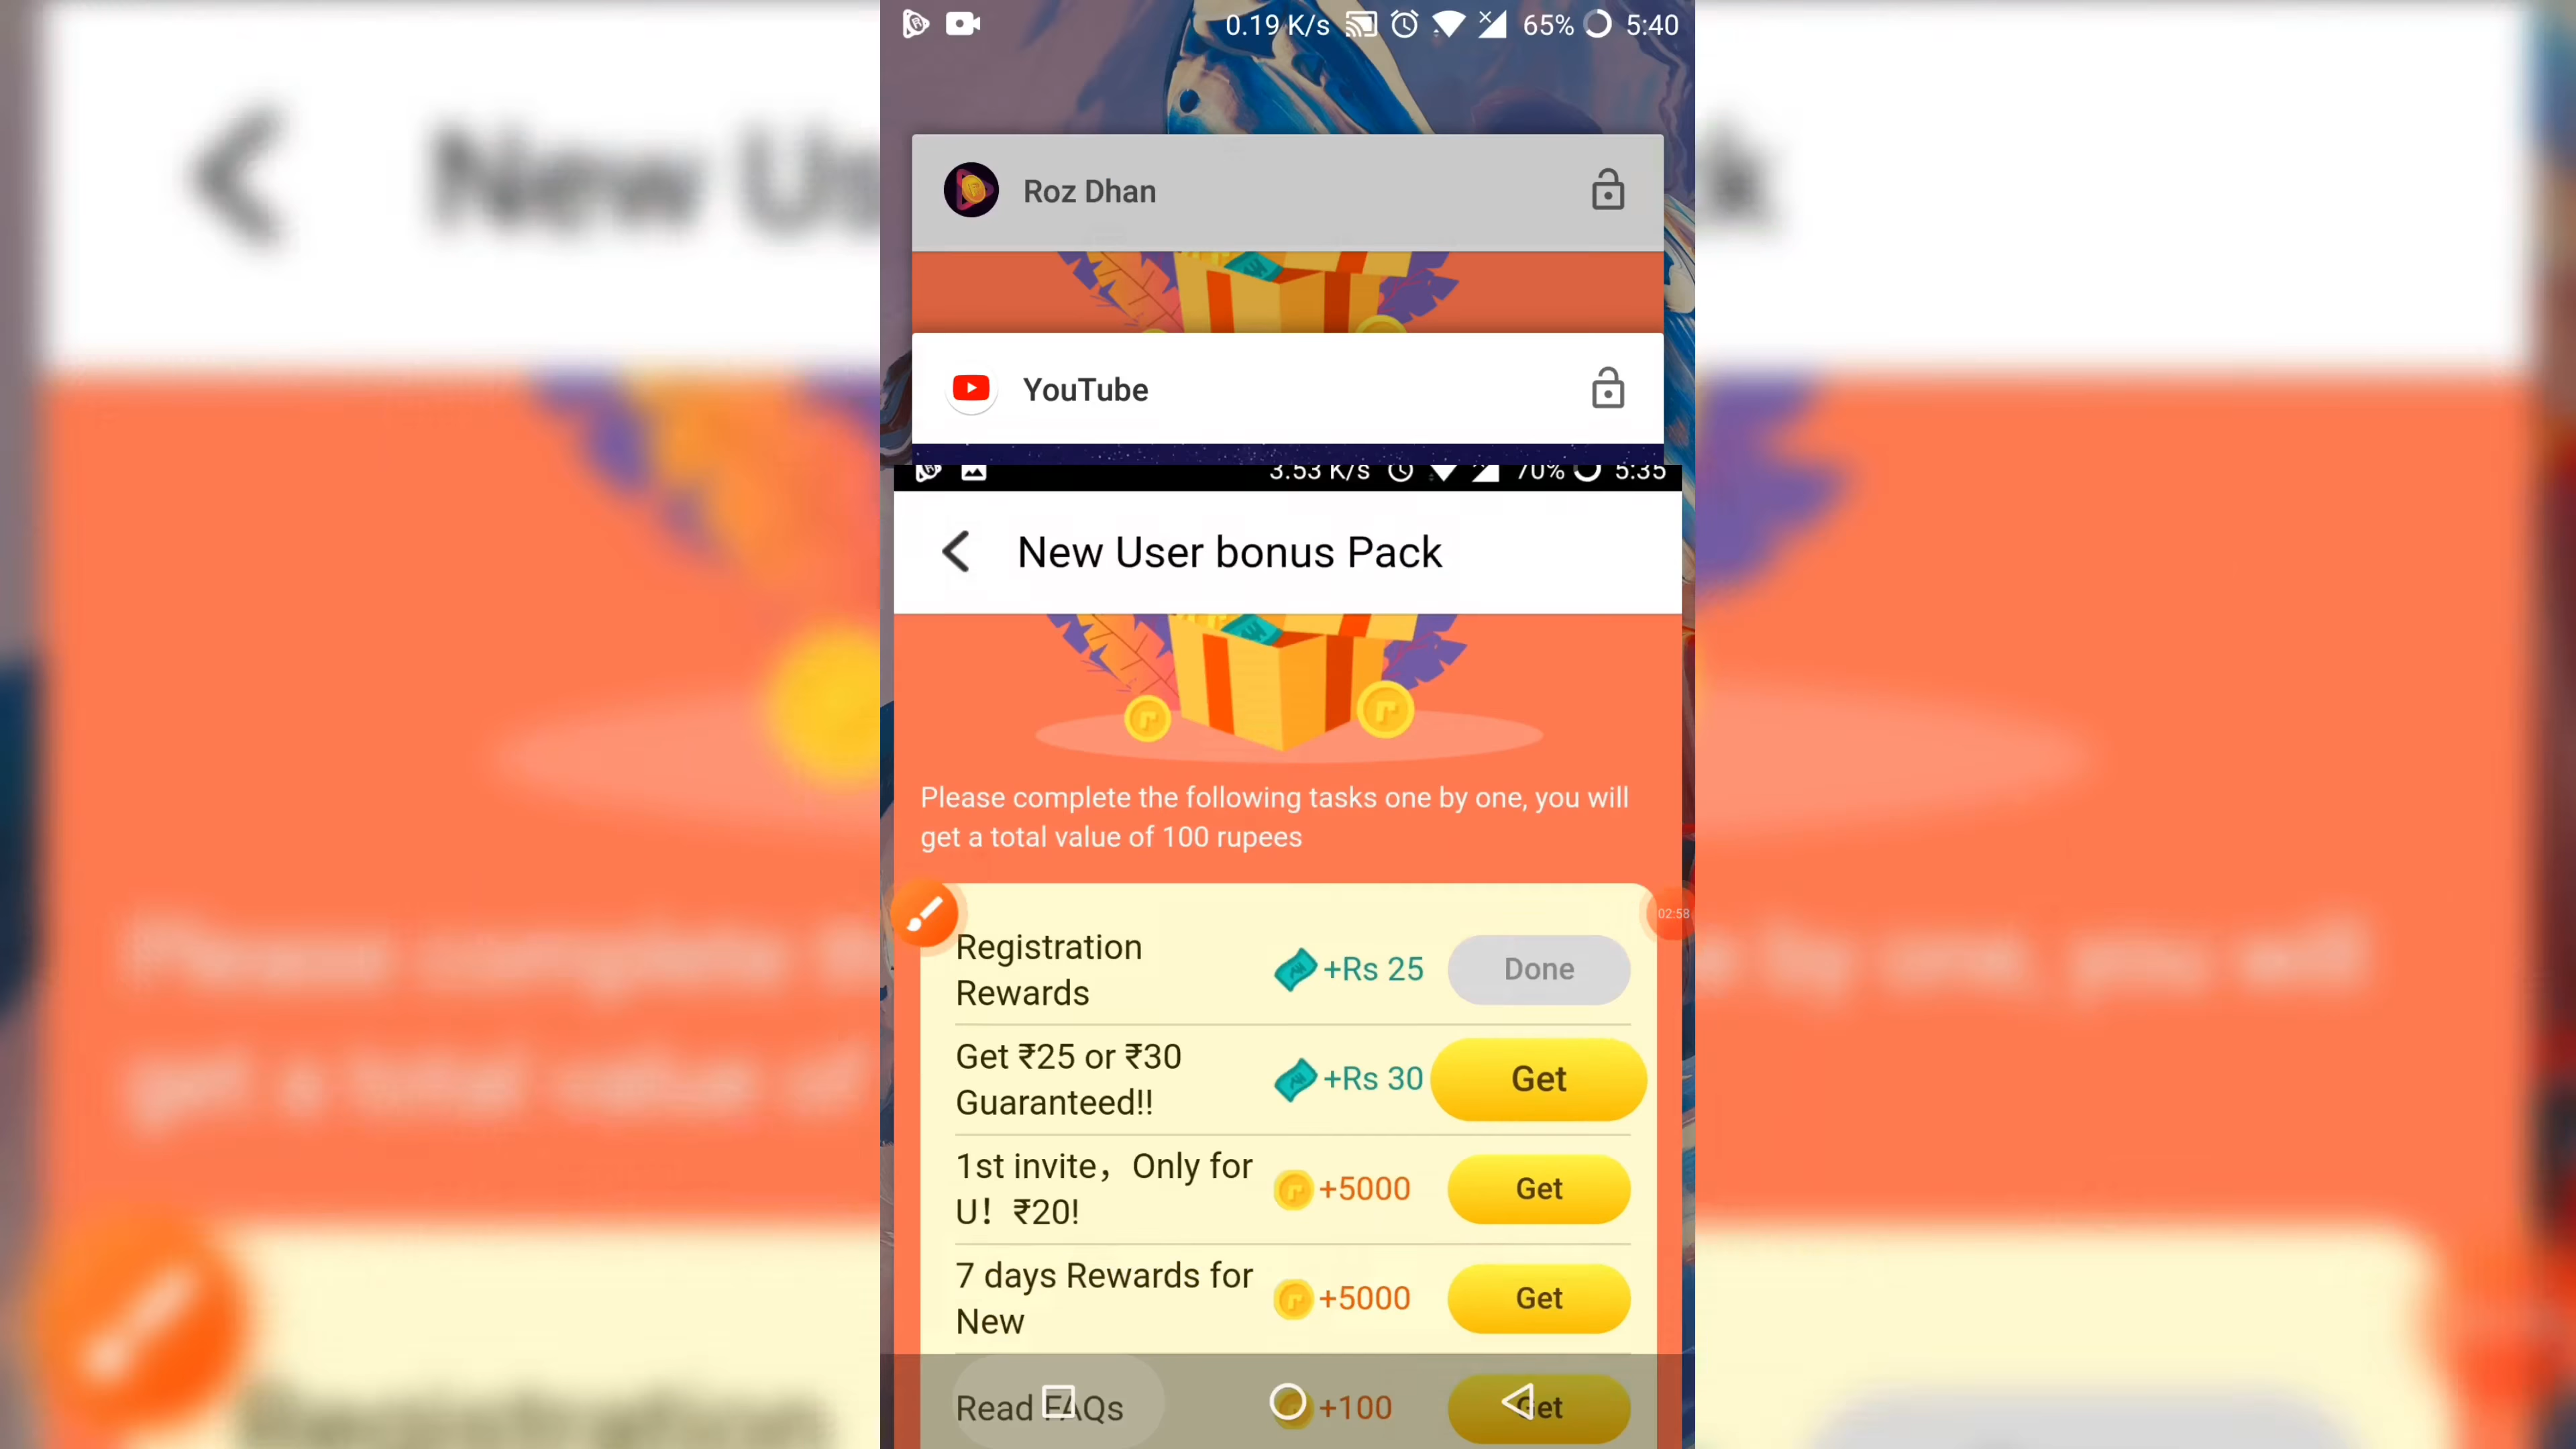 0.19 K/s 65% 5:40
Roz Dhan
YouTube
3.53 K/s 70% 5:35
New User bonus Pack
Please complete the following tasks one by one, you will
get a total value of 100 rupees
02:58
Registration
Rewards
+Rs 25
Done
Get ₹25 or ₹30
Guaranteed!!
+Rs 30
Get
1st invite，Only for
U！₹20!
+5000
Get
7 days Rewards for
New
+5000
Get
Read FAQs
+100
Get